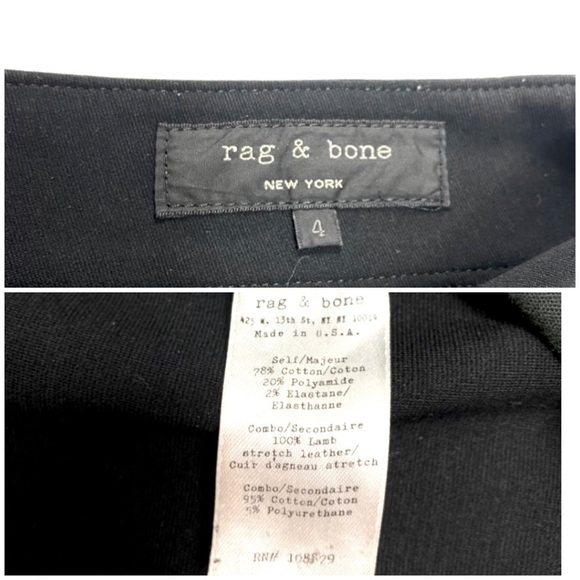 rag & bone
NEW YORK
4
rag & bone
425 W. 13th St, NY NY 10014
Made in U.S.A.
Self/Majeur
78% Cotton/Coton
20% Polyamide
2% Elastane/
Elasthanne
Combo/Secondaire
100% Lamb
stretch leather/
Cuir d'agneau stretch
Combo/Secondaire
95% Cotton/Coton
5% Polyurethane
RN#